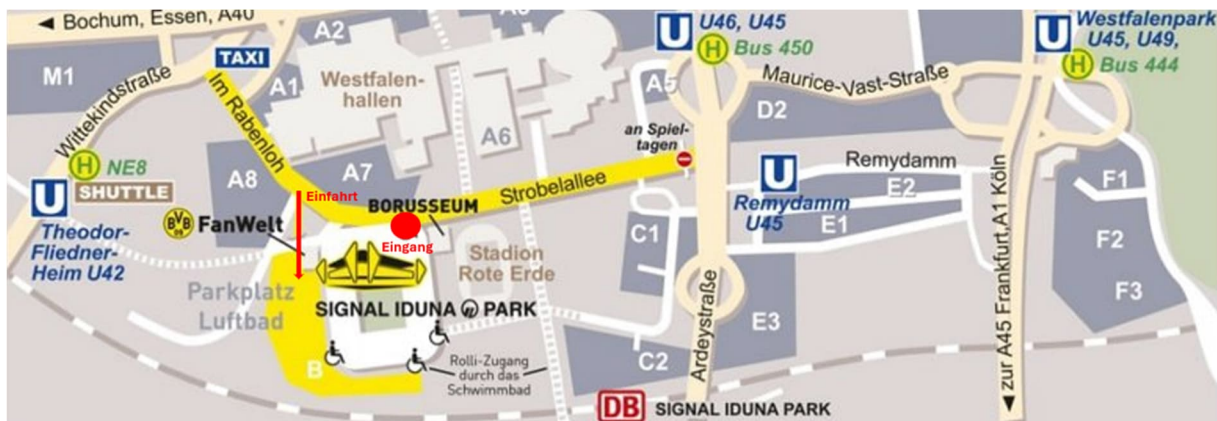 Bochum, Essen, A40
M1
A2
TAXI
A1
Im Rabenloh
Wittekindstraße
Westfalen-
hallen
A6
A7
A8
H NE8
SHUTTLE
U
Theodor-
Fliedner-
Heim U42
BVB
09
FanWelt
Einfahrt
BORUSSEUM
Eingang
Strobelallee
Stadion
Rote Erde
Parkplatz
Luftbad
SIGNAL IDUNA PARK
B
Rolli-Zugang
durch das
Schwimmbad
U
U46, U45
H Bus 450
A5
D2
Maurice-Vast-Straße
an Spiel-
tagen
U
Remydamm
U45
Remydamm
E2
E1
C1
C2
E3
Ardeystraße
DB SIGNAL IDUNA PARK
U
Westfalenpark
U45, U49,
H Bus 444
F1
F2
F3
zur A45 Frankfurt,A1 Köln